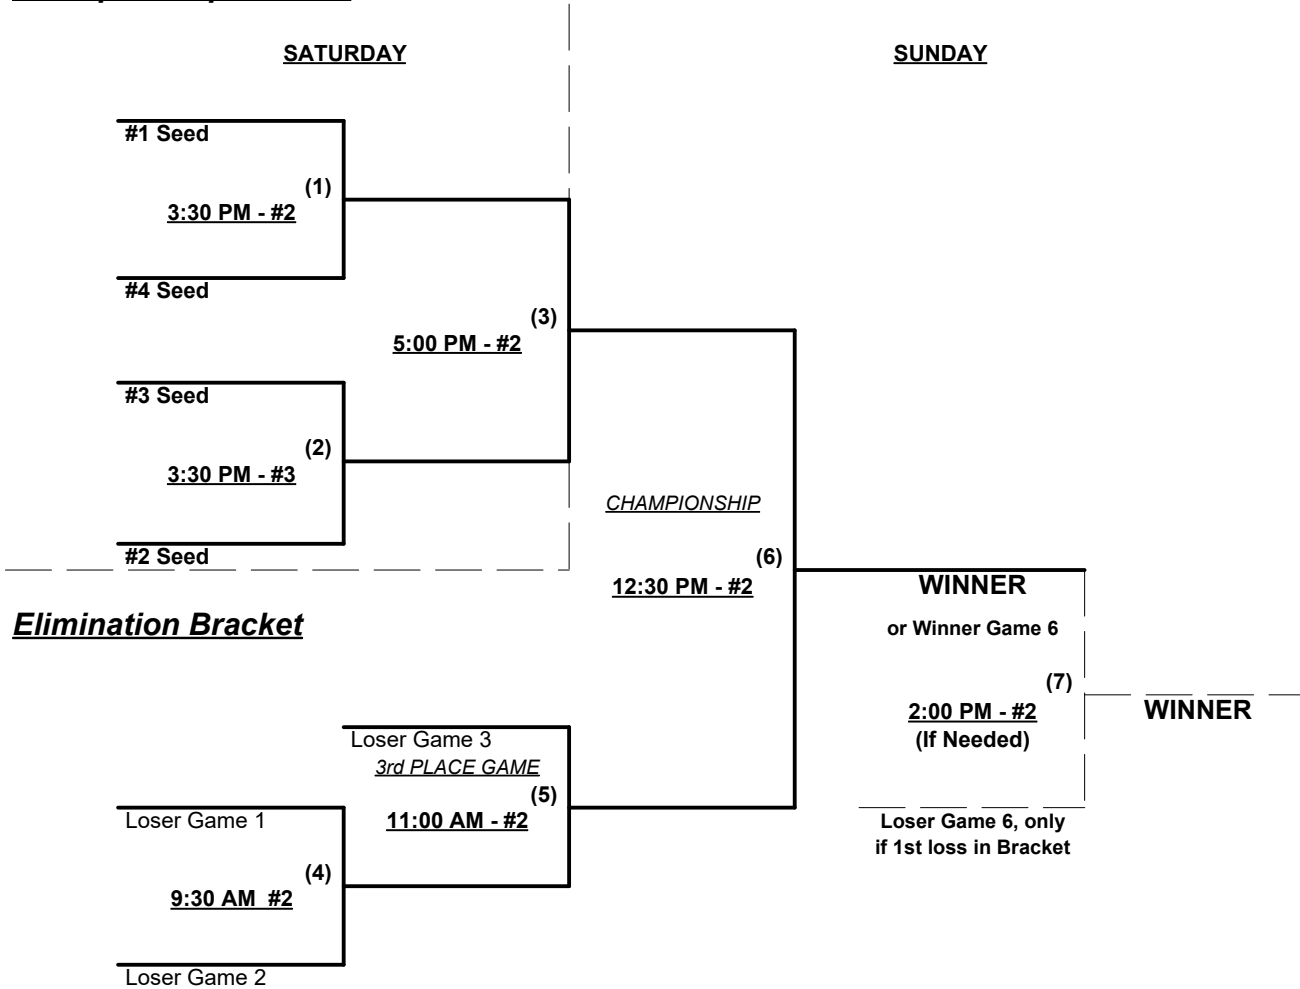 SATURDAY
SUNDAY
#1 Seed
(1)
3:30 PM - #2
#4 Seed
(3)
5:00 PM - #2
#3 Seed
(2)
3:30 PM - #3
#2 Seed
CHAMPIONSHIP
(6)
12:30 PM - #2
WINNER
or Winner Game 6
(7)
2:00 PM - #2
(If Needed)
WINNER
Loser Game 6, only
if 1st loss in Bracket
Elimination Bracket
Loser Game 3
3rd PLACE GAME
(5)
11:00 AM - #2
Loser Game 1
(4)
9:30 AM  #2
Loser Game 2